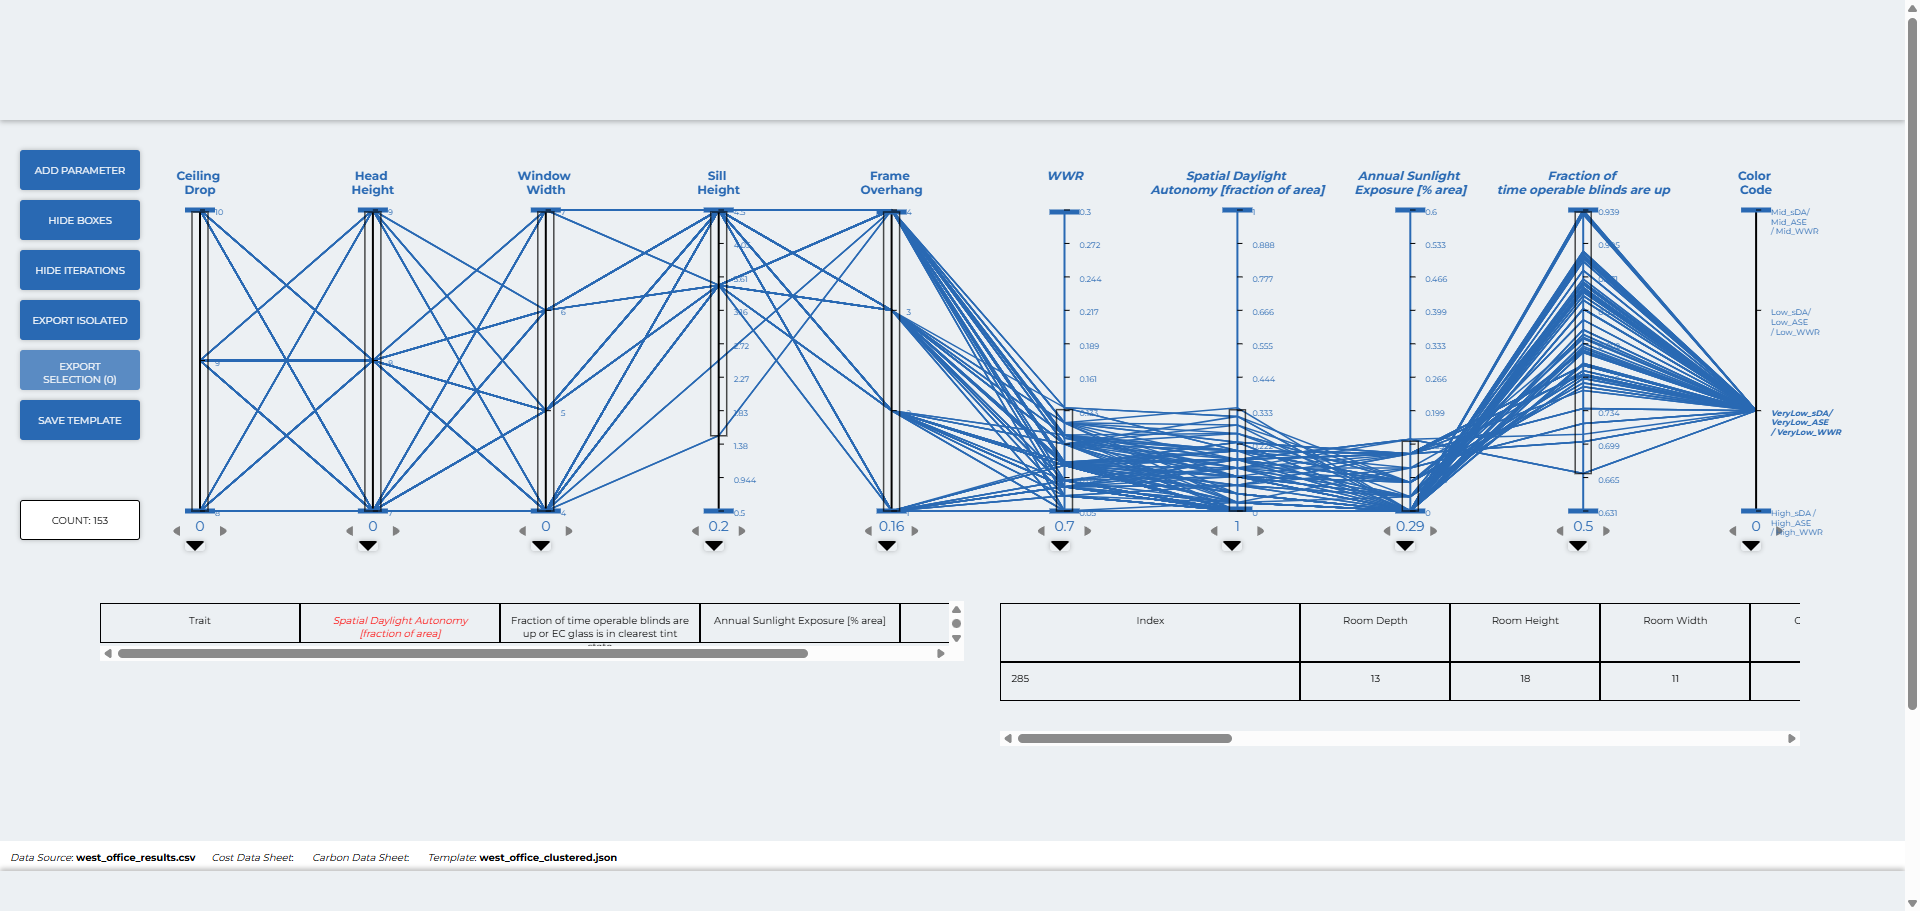 ADD PARAMETER
HIDE BOXES
HIDE ITERATIONS
EXPORT ISOLATED
EXPORT
SELECTION (0)
SAVE TEMPLATE
COUNT: 153
Ceiling
Drop
10
9
8
0
Head
Height
9
7
0
Window
Width
7
6
5
4
0
Sill
Height
4.5
3.16
2.72
2.27
1.83
1.38
0.944
0.5
0.2
Frame
Overhang
4
3
0.16
WWR
0.3
0.272
0.244
0.217
0.189
0.161
0.05
0.7
Spatial Daylight
Autonomy [fraction of area]
1
0.888
0.777
0.666
0.555
0.444
0.333
0
1
Annual Sunlight
Exposure [% area]
0.6
0.533
0.466
0.399
0.333
0.266
0.199
0
0.29
Fraction of
time operable blinds are up
0.939
0.734
0.699
0.665
0.631
0.5
Color
Code
Mid_sDA/
Mid_ASE
/ Mid_WWR
Low_sDA/
Low_ASE
/ Low_WWR
VeryLow_sDA/
VeryLow_ASE
/ VeryLow_WWR
High_sDA /
High_ASE
/ High_WWR
0
Trait
Spatial Daylight Autonomy
[fraction of area]
Fraction of time operable blinds are
up or EC glass is in clearest tint
Annual Sunlight Exposure [% area]
Index
Room Depth
Room Height
Room Width
285
13
18
11
Data Source: west_office_results.csv
Cost Data Sheet:
Carbon Data Sheet:
Template: west_office_clustered.json